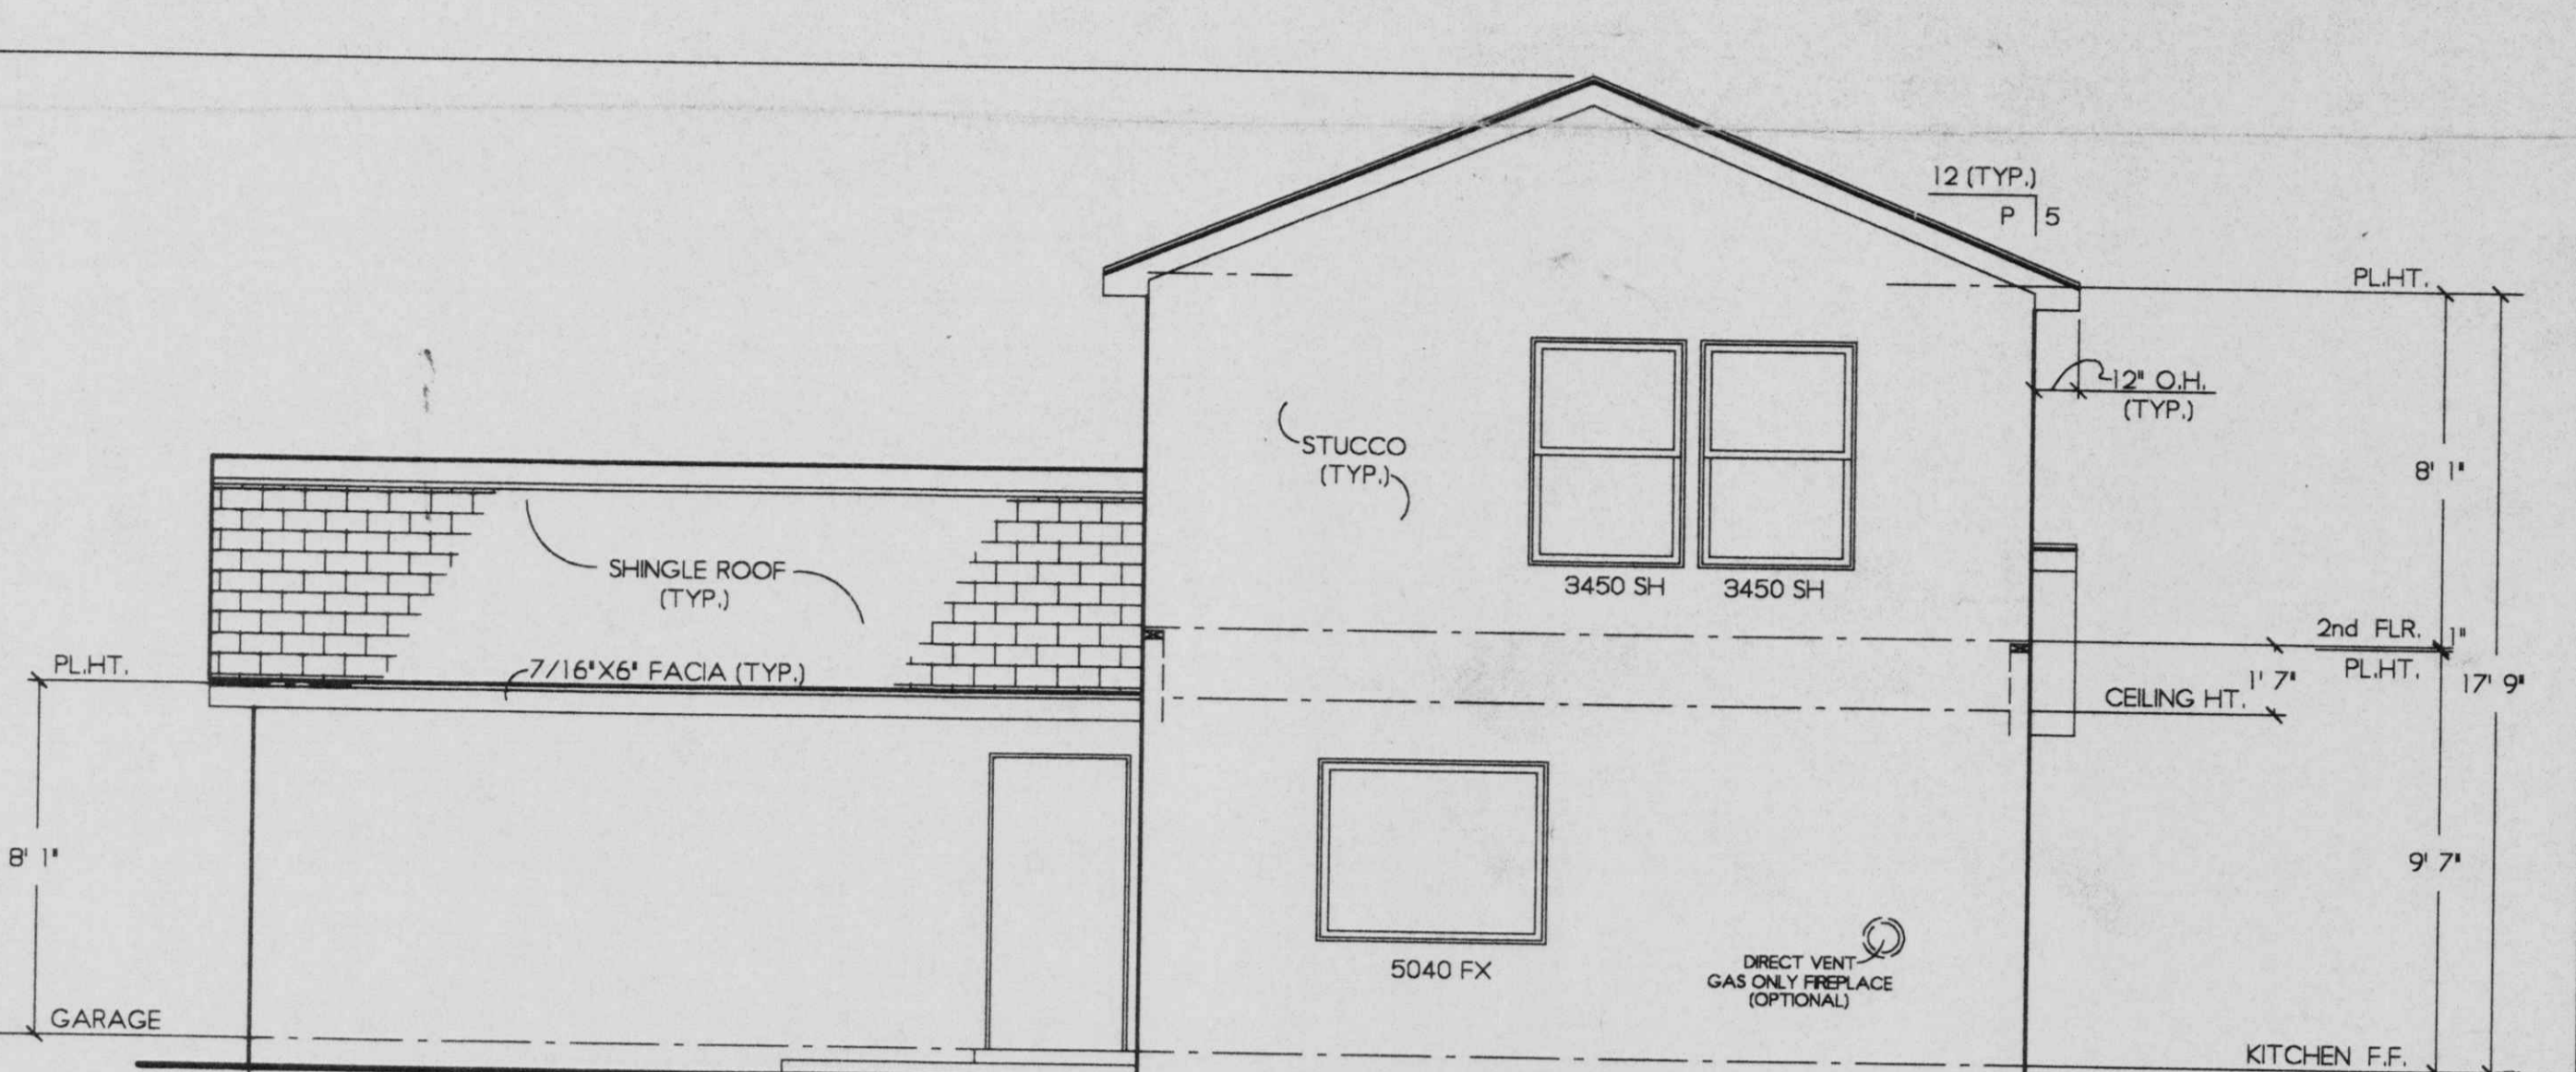 12 (TYP.)
P 5
PL.HT.
12" O.H.
(TYP.)
STUCCO
(TYP.)
8' 1"
SHINGLE ROOF
(TYP.)
3450 SH
3450 SH
2nd FLR.
1"
PL.HT.
7/16"X6" FACIA (TYP.)
PL.HT.
1' 7"
17' 9"
CEILING HT.
8' 1"
9' 7"
5040 FX
DIRECT VENT
GAS ONLY FIREPLACE
(OPTIONAL)
GARAGE
KITCHEN F.F.